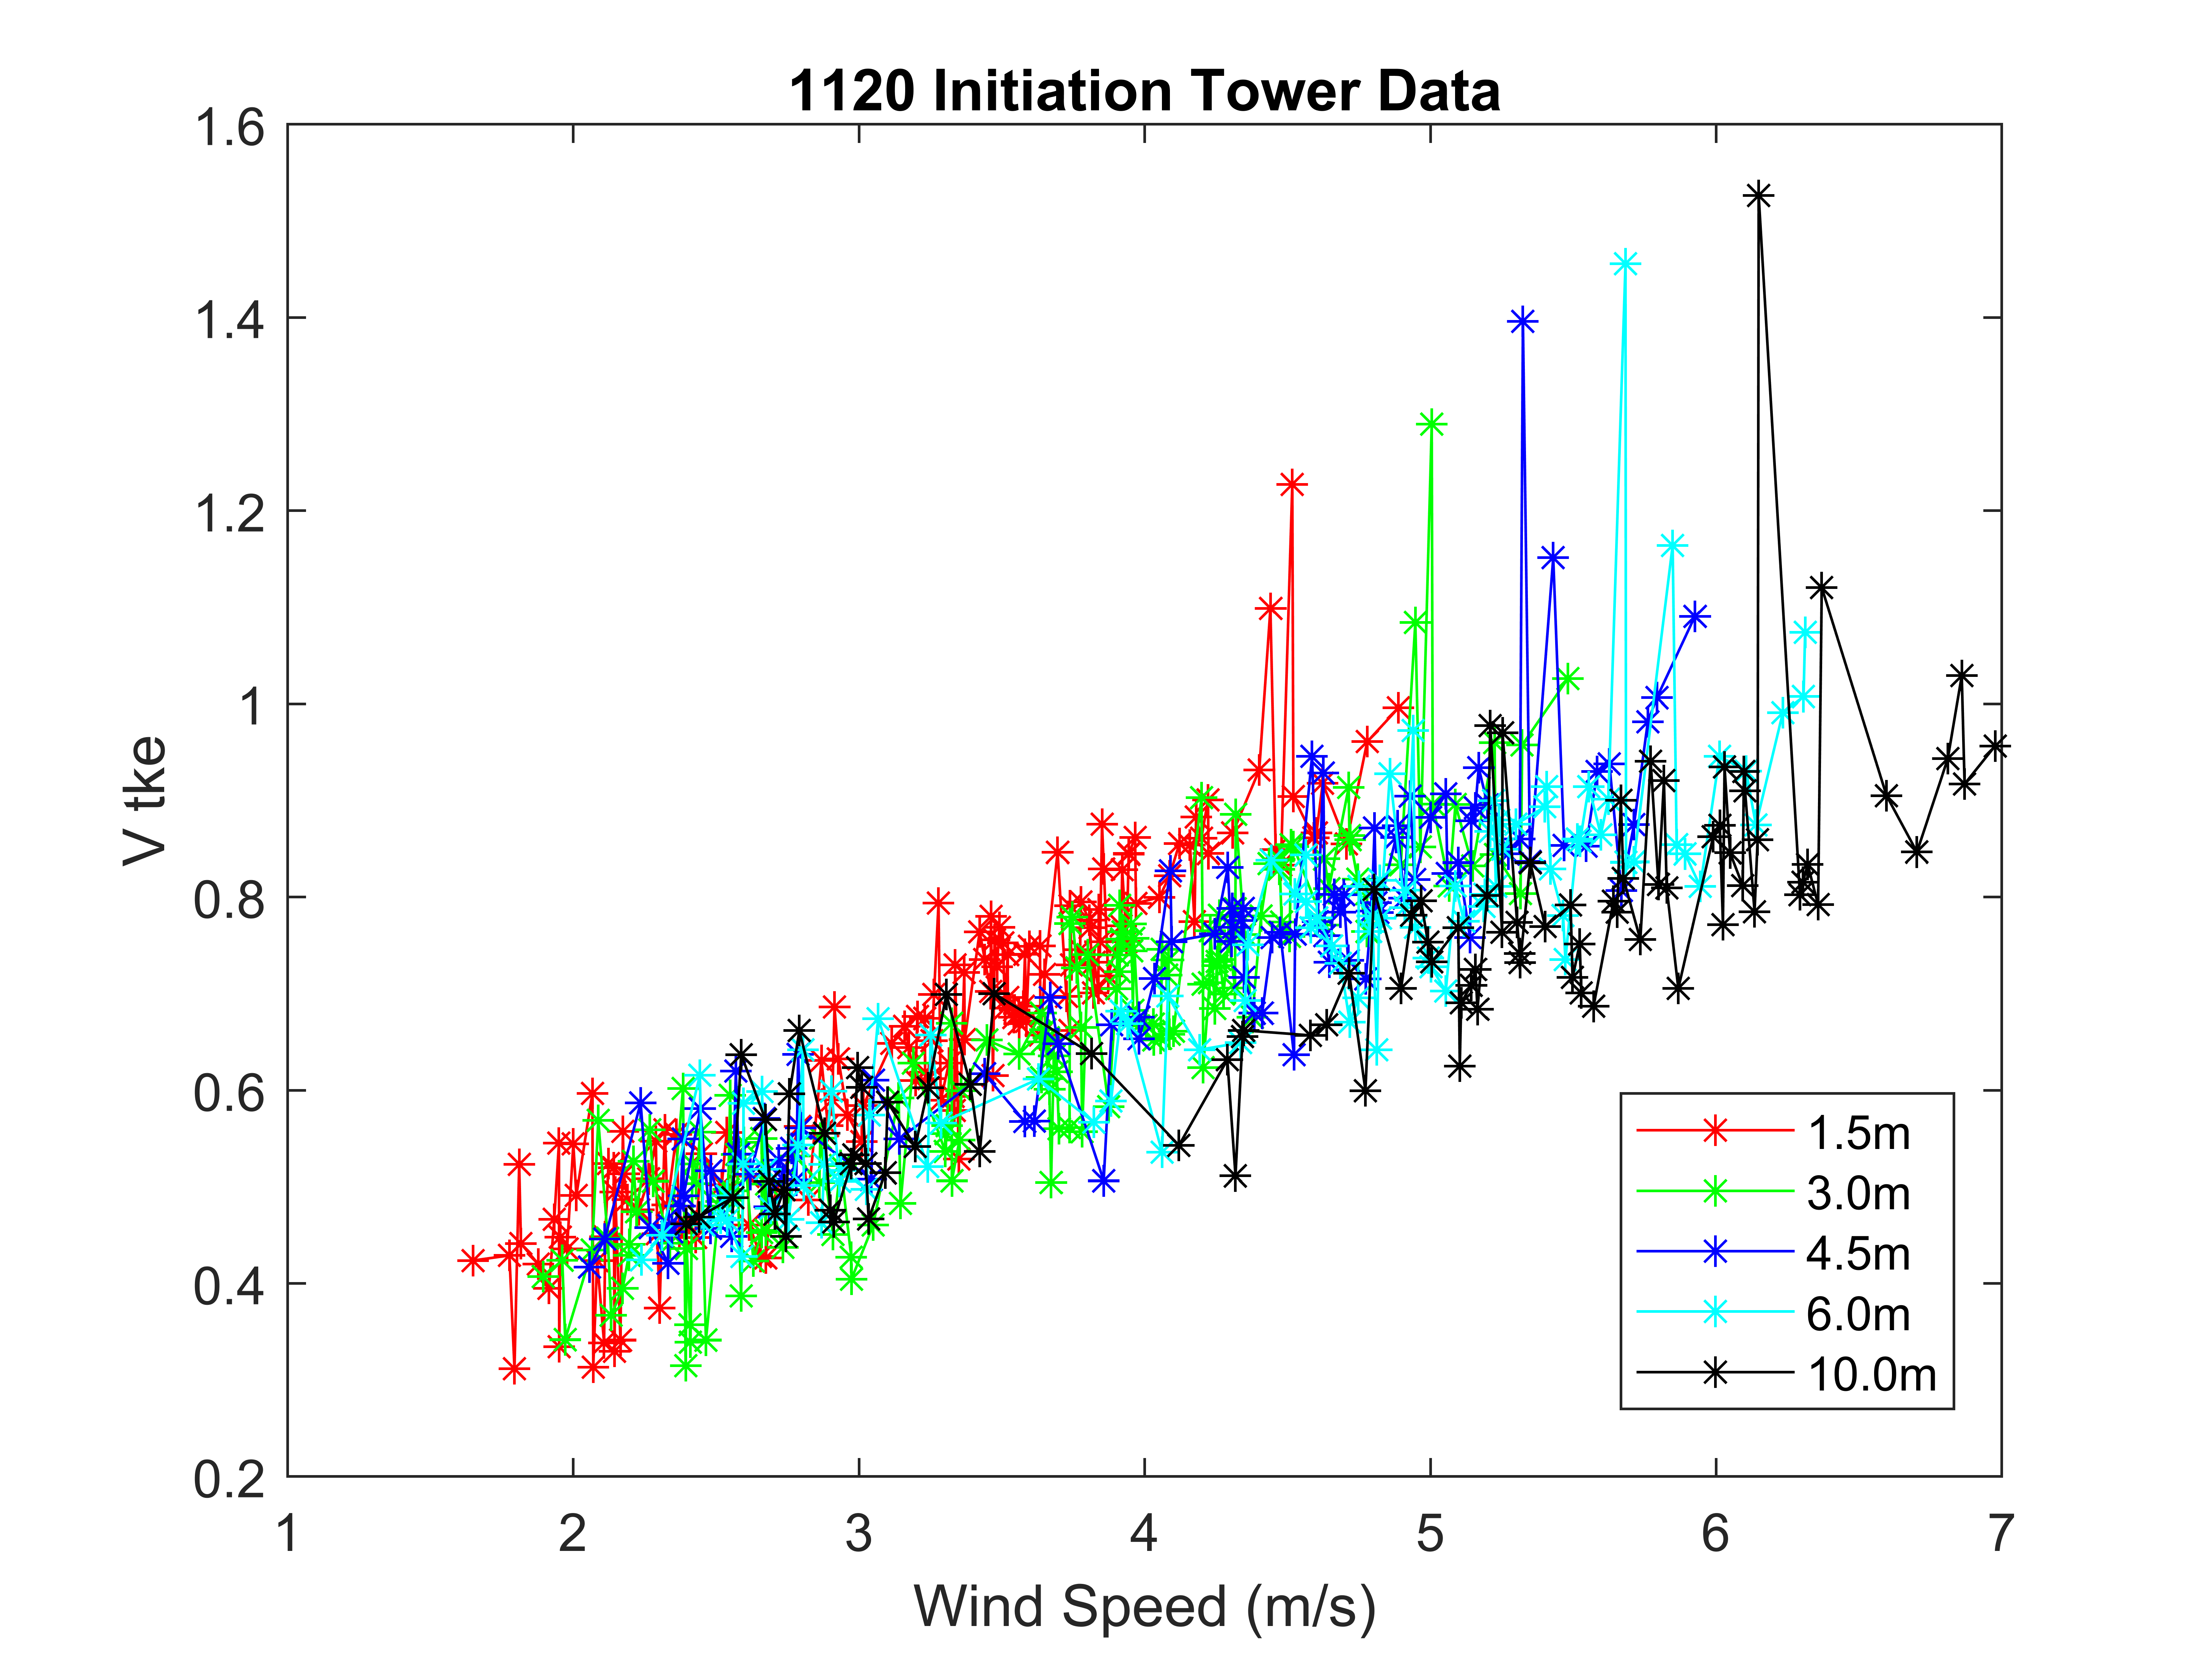 1120 Initiation Tower Data
1.6
1.4
1.2
1
0.8
0.6
0.4
0.2
V tke
1.5m
3.0m
4.5m
6.0m
10.0m
1 2 3 4 5 6 7
Wind Speed (m/s)